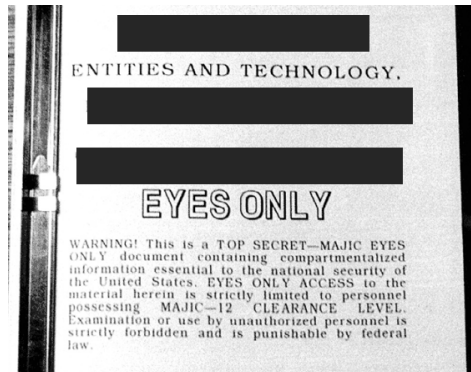 ENTITIES AND TECHNOLOGY,
EYES ONLY
WARNING! This is a TOP SECRET—MAJIC EYES
ONLY document containing compartmentalized
information essential to the national security of
the United States. EYES ONLY ACCESS to the
material herein is strictly limited to personnel
possessing MAJIC—12 CLEARANCE LEVEL.
Examination or use by unauthorized personnel is
strictly forbidden and is punishable by federal
law.